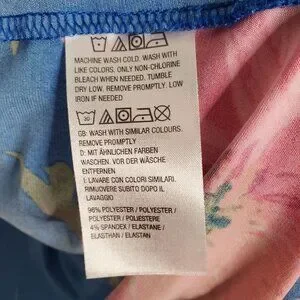 MACHINE WASH COLD. WASH WITH
LIKE COLORS. ONLY NON-CHLORINE
BLEACH WHEN NEEDED. TUMBLE
DRY LOW. REMOVE PROMPTLY. LOW
IRON IF NEEDED
30
GB: WASH WITH SIMILAR COLOURS.
REMOVE PROMPTLY
D: MIT ÄHNLICHEN FARBEN
WASCHEN. VOR DER WÄSCHE
ENTFERNEN
I: LAVARE CON COLORI SIMILARI.
RIMUOVERE SUBITO DOPO IL
LAVAGGIO
96% POLYESTER / POLYESTER /
POLYESTER / POLIÉSTERE
4% SPANDEX / ELASTANE /
ELASTHAN / ELASTAN